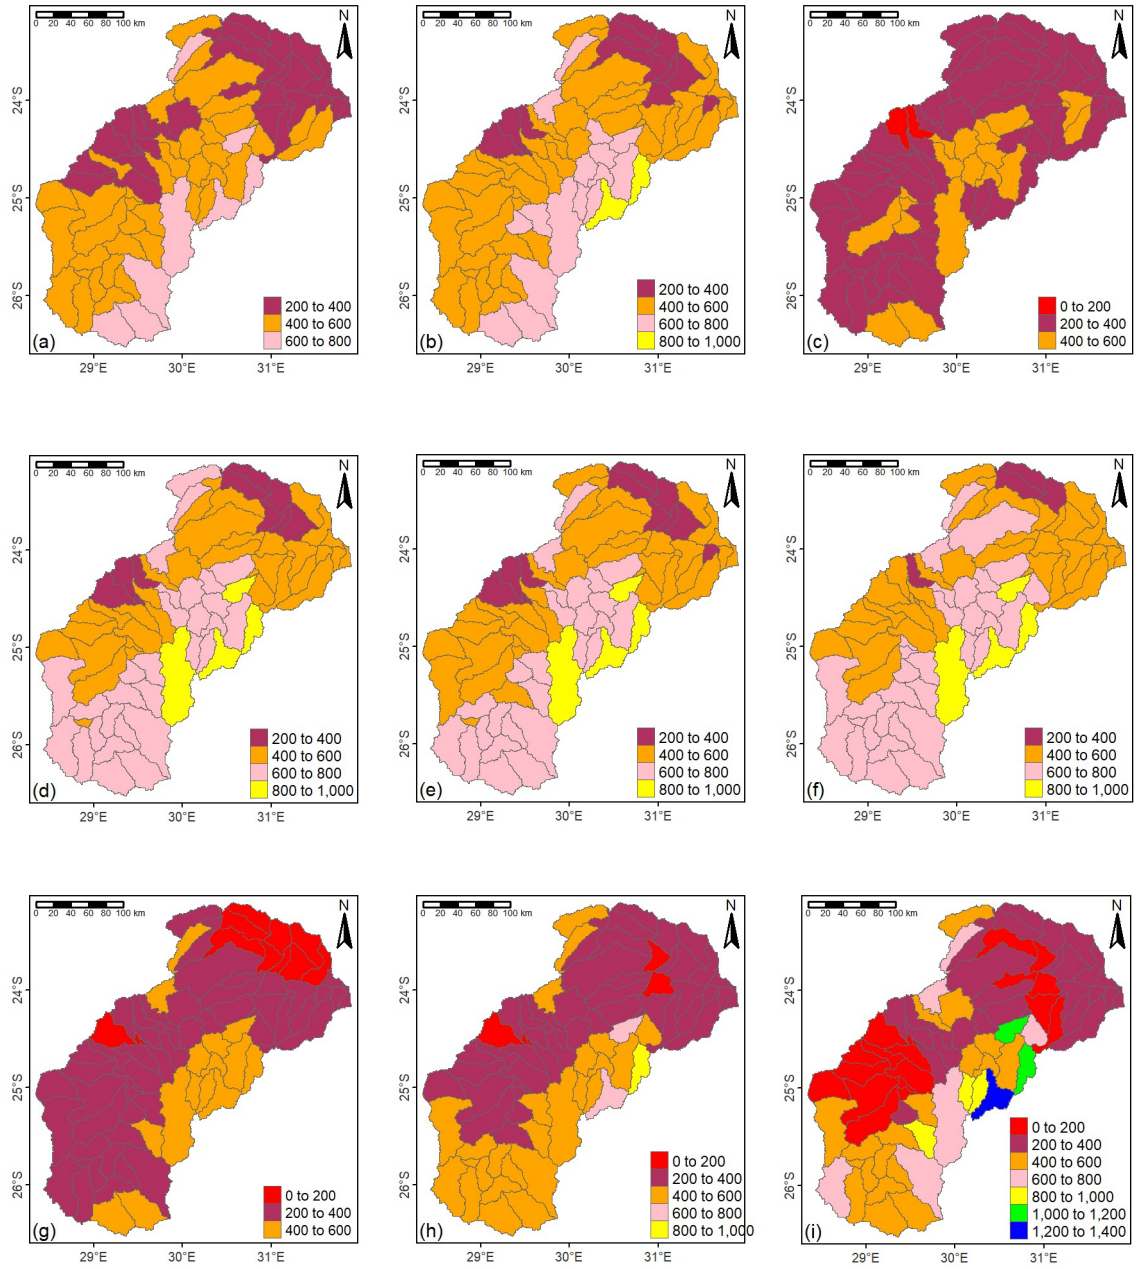 N N N
0 20 40 60 80 100 km 0 20 40 60 80 100 km 0 20 40 60 80 100 km
24°S 24°S 24°S
25°S 25°S 25°S
26°S 26°S 26°S
200 to 400
400 to 600
600 to 800
(a)
200 to 400
400 to 600
600 to 800
800 to 1,000
(b)
0 to 200
200 to 400
400 to 600
(c)
29°E 30°E 31°E 29°E 30°E 31°E 29°E 30°E 31°E
N N N
0 20 40 60 80 100 km 0 20 40 60 80 100 km 0 20 40 60 80 100 km
24°S 24°S 24°S
25°S 25°S 25°S
26°S 26°S 26°S
200 to 400
400 to 600
600 to 800
800 to 1,000
(d)
200 to 400
400 to 600
600 to 800
800 to 1,000
(e)
200 to 400
400 to 600
600 to 800
800 to 1,000
(f)
29°E 30°E 31°E 29°E 30°E 31°E 29°E 30°E 31°E
N N N
0 20 40 60 80 100 km 0 20 40 60 80 100 km 0 20 40 60 80 100 km
24°S 24°S 24°S
25°S 25°S 25°S
26°S 26°S 26°S
0 to 200
200 to 400
400 to 600
(g)
0 to 200
200 to 400
400 to 600
600 to 800
800 to 1,000
(h)
0 to 200
200 to 400
400 to 600
600 to 800
800 to 1,000
1,000 to 1,200
1,200 to 1,400
(i)
29°E 30°E 31°E 29°E 30°E 31°E 29°E 30°E 31°E